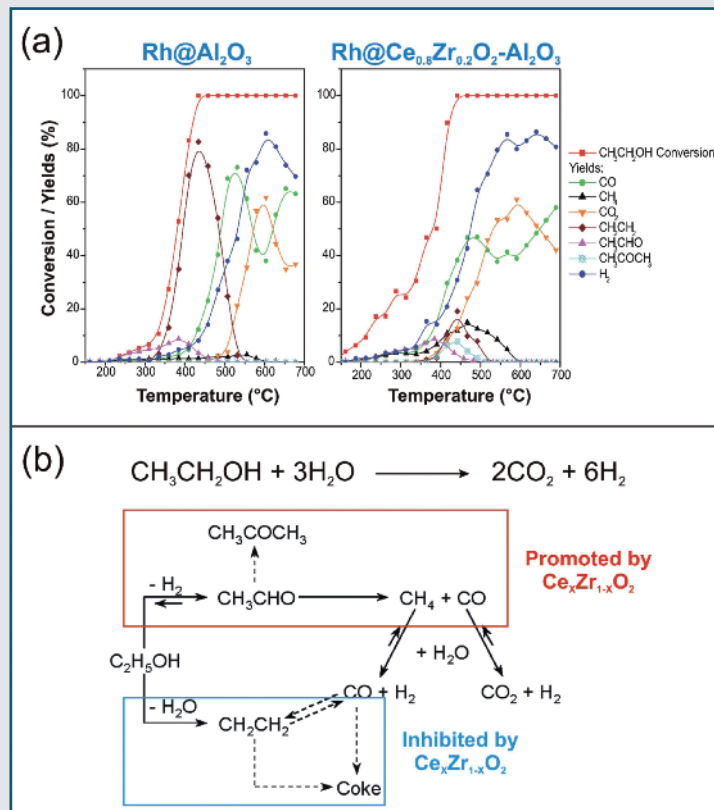 (a)
Rh@Al₂O₃
Rh@Ce₀.₈Zr₀.₂O₂-Al₂O₃
Conversion / Yields (%)
100
80
60
40
20
0
200 300 400 500 600 700
Temperature (°C)
100
80
60
40
20
0
200 300 400 500 600 700
Temperature (°C)
CH₃CH₂OH Conversion
Yields:
CO
CH₄
CO₂
CH₂CH₂
CH₃CHO
CH₃COCH₃
H₂
(b)
CH₃CH₂OH + 3H₂O → 2CO₂ + 6H₂
CH₃COCH₃
Promoted by
CeₓZr₁₋ₓO₂
- H₂
CH₃CHO
CH₄ + CO
+ H₂O
C₂H₅OH
CO + H₂
CO₂ + H₂
- H₂O
CH₂CH₂
Inhibited by
CeₓZr₁₋ₓO₂
Coke